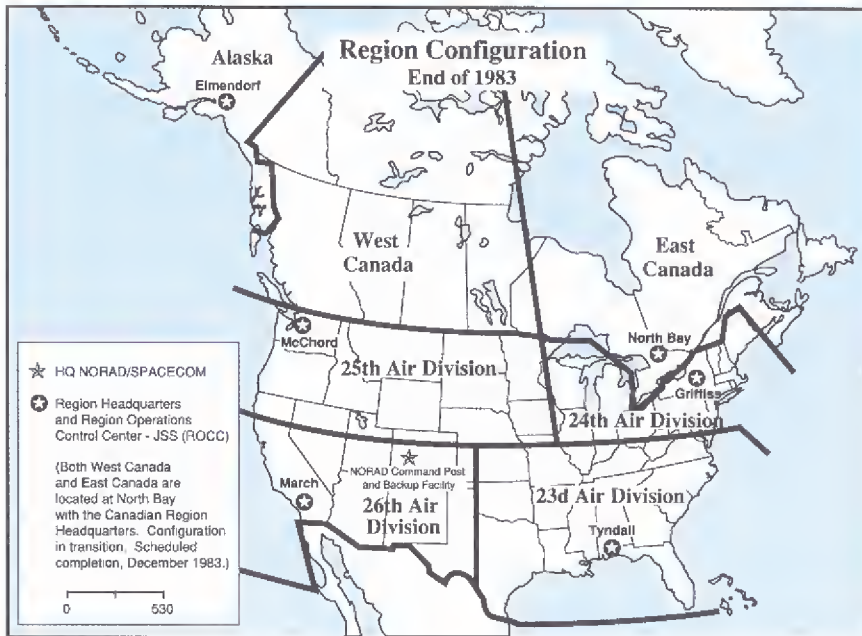 Region Configuration
End of 1983
Alaska
Elmendorf
West
Canada
East
Canada
McChord
North Bay
25th Air Division
Griffiss
24th Air Division
NORAD Command Post
and Backup Facility
March
26th Air
Division
23d Air Division
Tyndall
HQ NORAD/SPACECOM
Region Headquarters
and Region Operations
Control Center - JSS (ROCC)
(Both West Canada
and East Canada are
located at North Bay
with the Canadian Region
Headquarters. Configuration
in transition, Scheduled
completion, December 1983.)
0 530